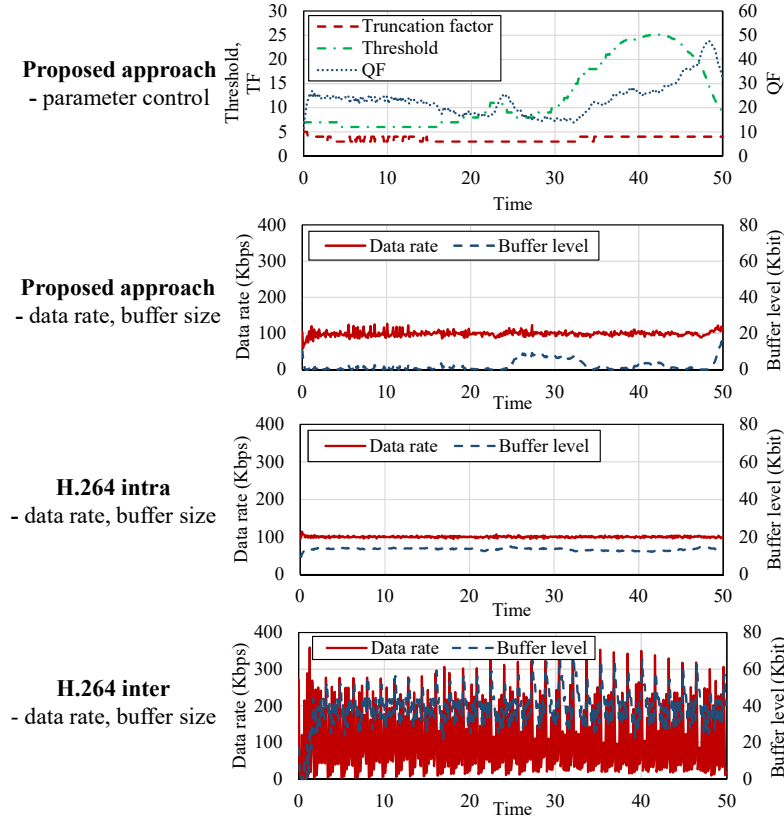 Proposed approach
- parameter control
Threshold,
TF
30
25
20
15
10
5
0
Truncation factor
Threshold
QF
60
50
40
30
20
10
0
QF
0 10 20 30 40 50
Time
Proposed approach
- data rate, buffer size
Data rate (Kbps)
400
300
200
100
0
Data rate Buffer level
80
60
40
20
0
Buffer level (Kbit)
0 10 20 30 40 50
Time
H.264 intra
- data rate, buffer size
Data rate (Kbps)
400
300
200
100
0
Data rate Buffer level
80
60
40
20
0
Buffer level (Kbit)
0 10 20 30 40 50
Time
H.264 inter
- data rate, buffer size
Data rate (Kbps)
400
300
200
100
0
Data rate Buffer level
80
60
40
20
0
Buffer level (Kbit)
0 10 20 30 40 50
Time